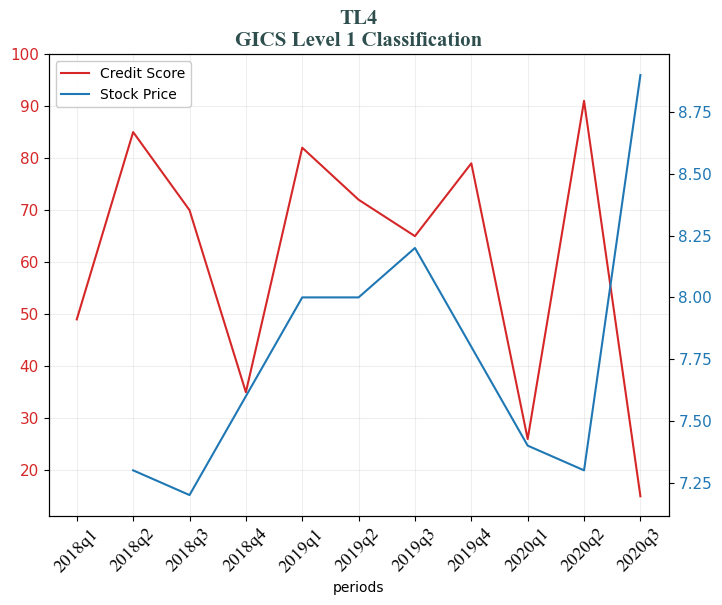 TL4
GICS Level 1 Classification
Credit Score
Stock Price
100
90
80
70
60
50
40
30
20
8.75
8.50
8.25
8.00
7.75
7.50
7.25
2018q1
2018q2
2018q3
2018q4
2019q1
2019q2
2019q3
2019q4
2020q1
2020q2
2020q3
periods